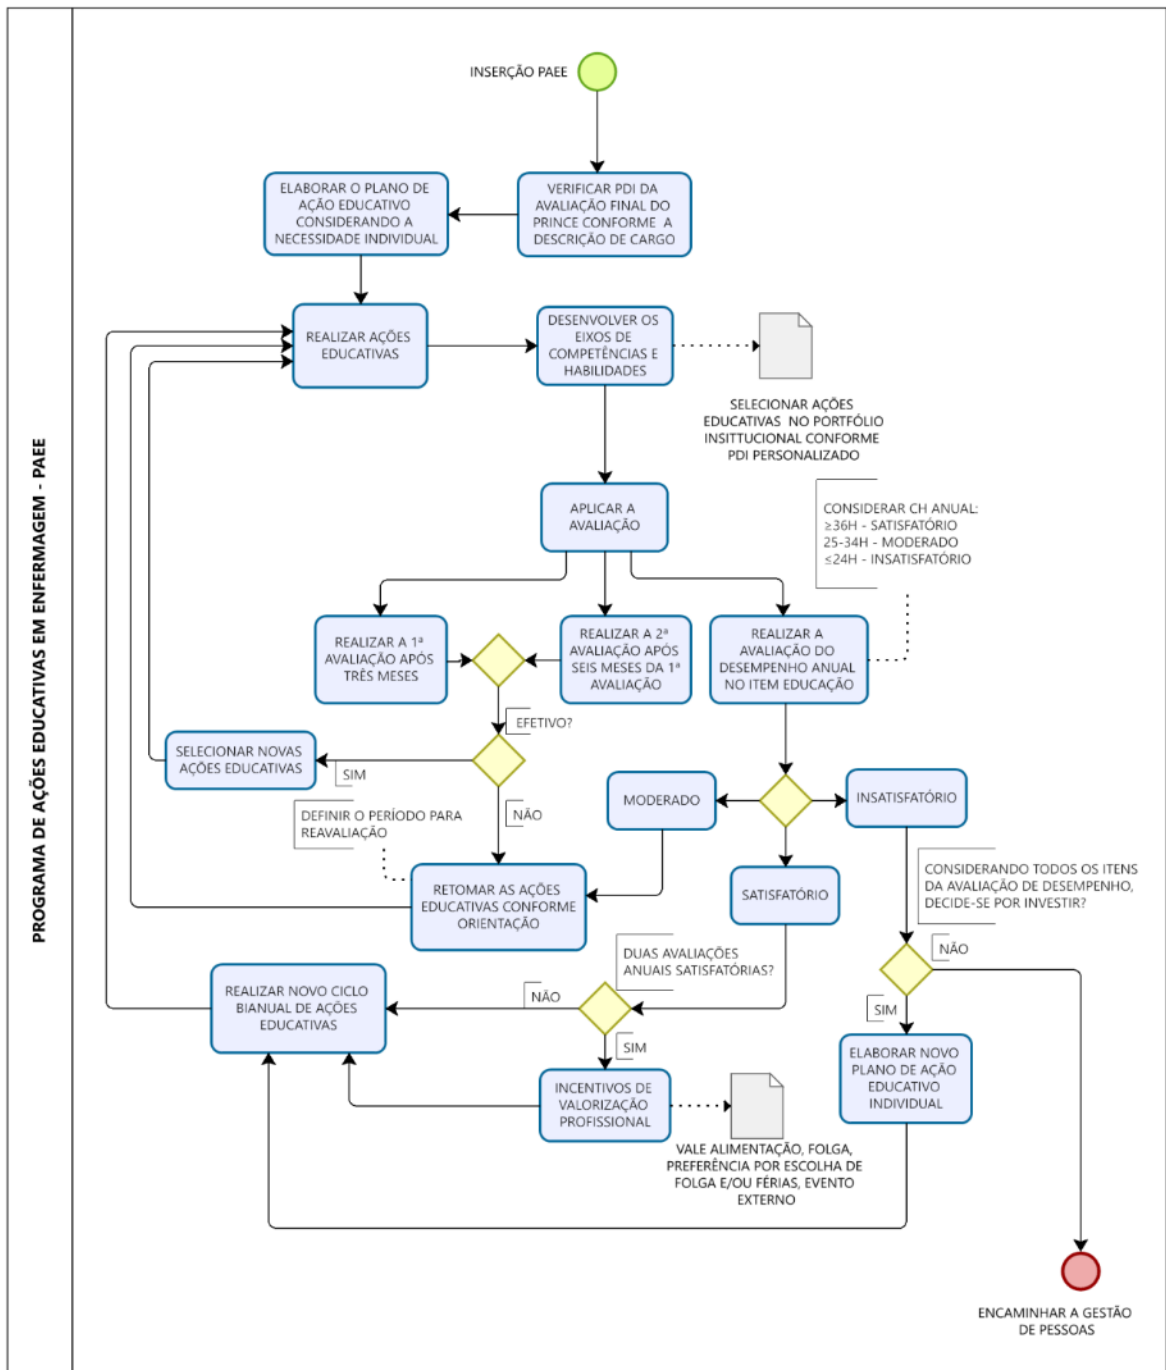 PROGRAMA DE AÇÕES EDUCATIVAS EM ENFERMAGEM - PAEE
INSERÇÃO PAEE
VERIFICAR PDI DA
AVALIAÇÃO FINAL DO
PRINCE CONFORME A
DESCRIÇÃO DE CARGO
ELABORAR O PLANO DE
AÇÃO EDUCATIVO
CONSIDERANDO A
NECESSIDADE INDIVIDUAL
REALIZAR AÇÕES
EDUCATIVAS
DESENVOLVER OS
EIXOS DE
COMPETÊNCIAS E
HABILIDADES
SELECIONAR AÇÕES
EDUCATIVAS NO PORTFÓLIO
INSITTUCIONAL CONFORME
PDI PERSONALIZADO
APLICAR A
AVALIAÇÃO
CONSIDERAR CH ANUAL:
≥36H - SATISFATÓRIO
25-34H - MODERADO
≤24H - INSATISFATÓRIO
REALIZAR A 1ª
AVALIAÇÃO APÓS
TRÊS MESES
REALIZAR A 2ª
AVALIAÇÃO APÓS
SEIS MESES DA 1ª
AVALIAÇÃO
REALIZAR A
AVALIAÇÃO DO
DESEMPENHO ANUAL
NO ITEM EDUCAÇÃO
EFETIVO?
SELECIONAR NOVAS
AÇÕES EDUCATIVAS
SIM
NÃO
DEFINIR O PERÍODO PARA
REAVALIAÇÃO
RETOMAR AS AÇÕES
EDUCATIVAS CONFORME
ORIENTAÇÃO
MODERADO
INSATISFATÓRIO
SATISFATÓRIO
CONSIDERANDO TODOS OS ITENS
DA AVALIAÇÃO DE DESEMPENHO,
DECIDE-SE POR INVESTIR?
NÃO
SIM
DUAS AVALIAÇÕES
ANUAIS SATISFATÓRIAS?
NÃO
SIM
REALIZAR NOVO CICLO
BIANUAL DE AÇÕES
EDUCATIVAS
ELABORAR NOVO
PLANO DE AÇÃO
EDUCATIVO
INDIVIDUAL
INCENTIVOS DE
VALORIZAÇÃO
PROFISSIONAL
VALE ALIMENTAÇÃO, FOLGA,
PREFERÊNCIA POR ESCOLHA DE
FOLGA E/OU FÉRIAS, EVENTO
EXTERNO
ENCAMINHAR A GESTÃO
DE PESSOAS